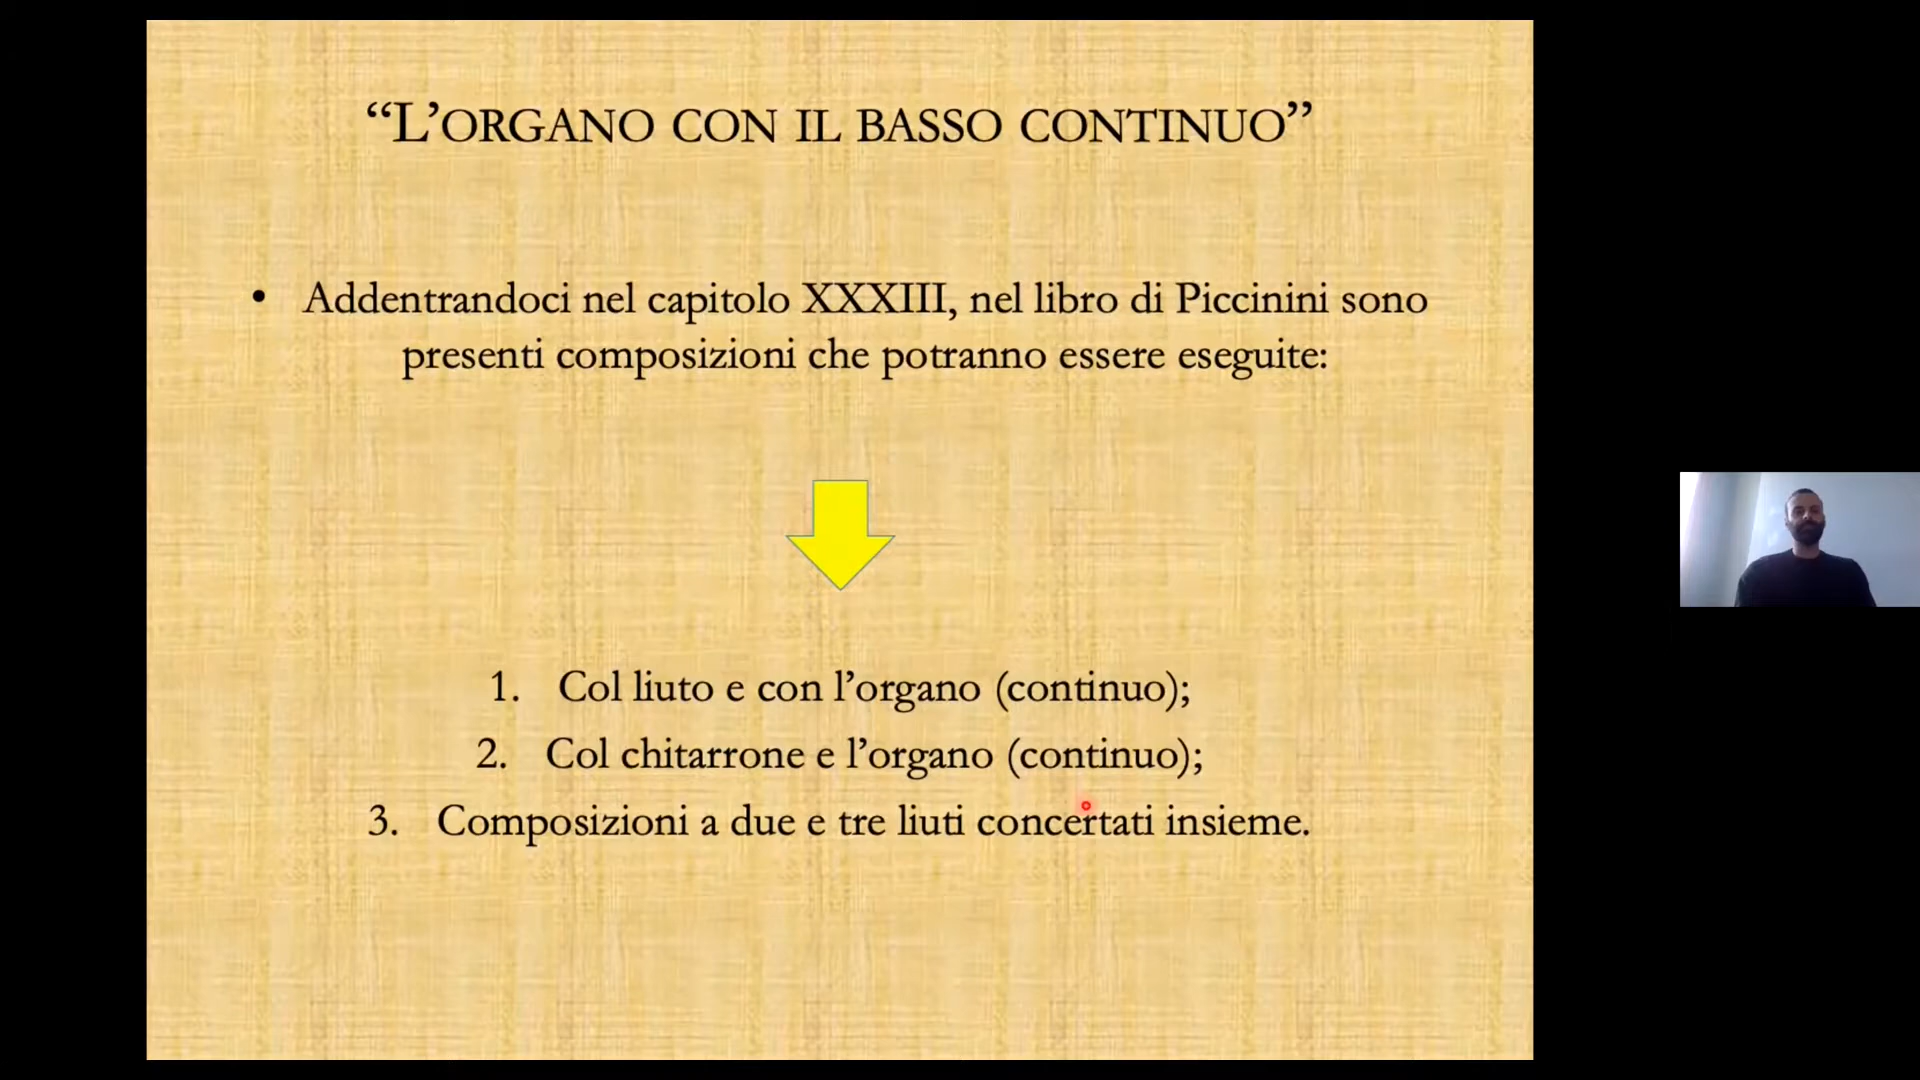 “L’ORGANO CON IL BASSO CONTINUO”
• Addentrandoci nel capitolo XXXIII, nel libro di Piccinini sono
presenti composizioni che potranno essere eseguite:
1. Col liuto e con l’organo (continuo);
2. Col chitarrone e l’organo (continuo);
3. Composizioni a due e tre liuti concertati insieme.